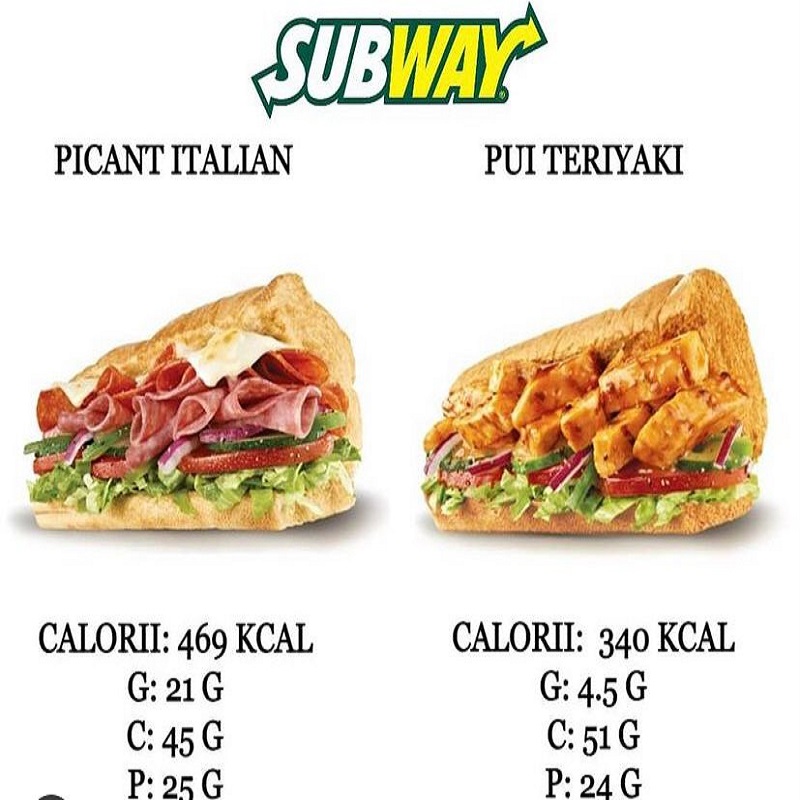 SUBWAY
PICANT ITALIAN
PUI TERIYAKI
CALORII: 469 KCAL
G: 21 G
C: 45 G
P: 25 G
CALORII: 340 KCAL
G: 4.5 G
C: 51 G
P: 24 G